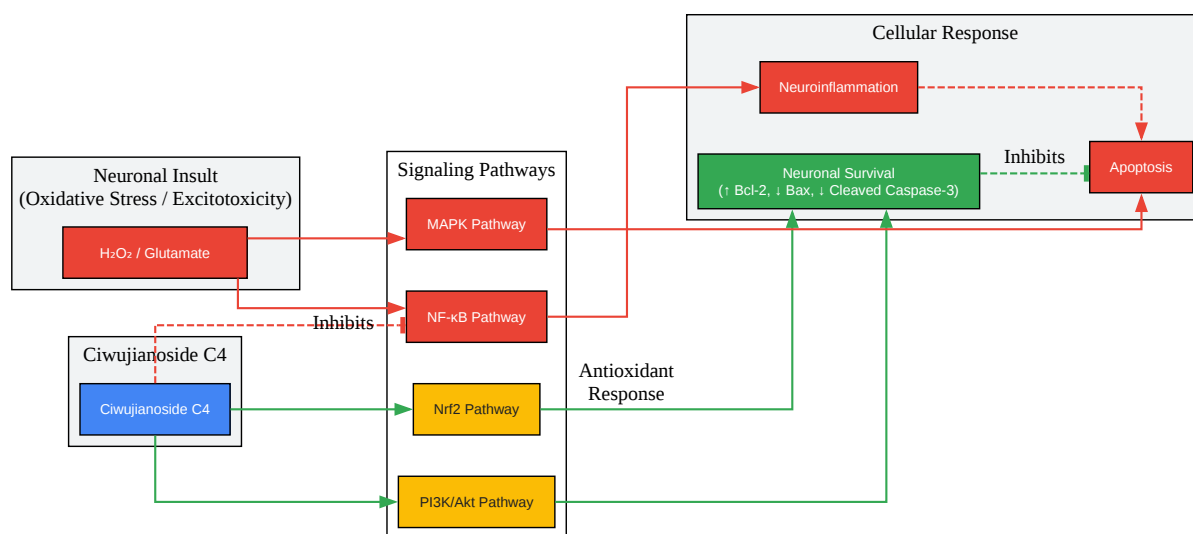 Neuronal Insult
(Oxidative Stress / Excitotoxicity)
H₂O₂ / Glutamate
Ciwujianoside C4
Ciwujianoside C4
Inhibits
Signaling Pathways
MAPK Pathway
NF-κB Pathway
Nrf2 Pathway
PI3K/Akt Pathway
Antioxidant
Response
Cellular Response
Neuroinflammation
Neuronal Survival
(↑ Bcl-2, ↓ Bax, ↓ Cleaved Caspase-3)
Inhibits
Apoptosis